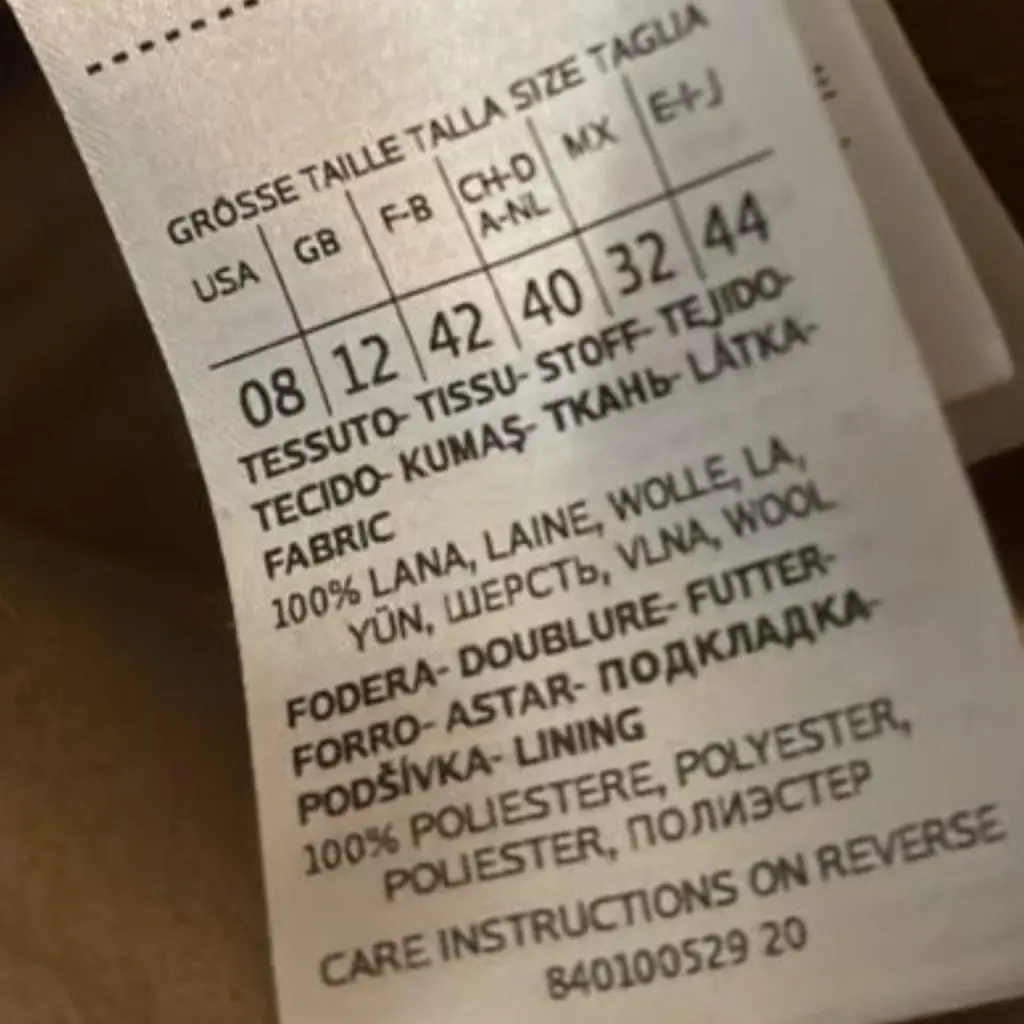 GRÖSSE TAILLE TALLA SIZE TAGLIA
USA GB F-B CH-D A-NL MX E-I-J
08 12 42 40 32 44
TESSUTO- TISSU- STOFF- TEJIDO-
TECIDO- KUMAŞ- ТКАНЬ- LÁTKA-
FABRIC
100% LANA, LAINE, WOLLE, LA,
YÜN, ШЕРСТЬ, VLNA, WOOL
FODERA- DOUBLURE- FUTTER-
FORRO- ASTAR- ПОДКЛАДКА-
PODŠÍVKA- LINING
100% POLIESTERE, POLYESTER,
POLIESTER, ПОЛИЭСТЕР
CARE INSTRUCTIONS ON REVERSE
840100529 20